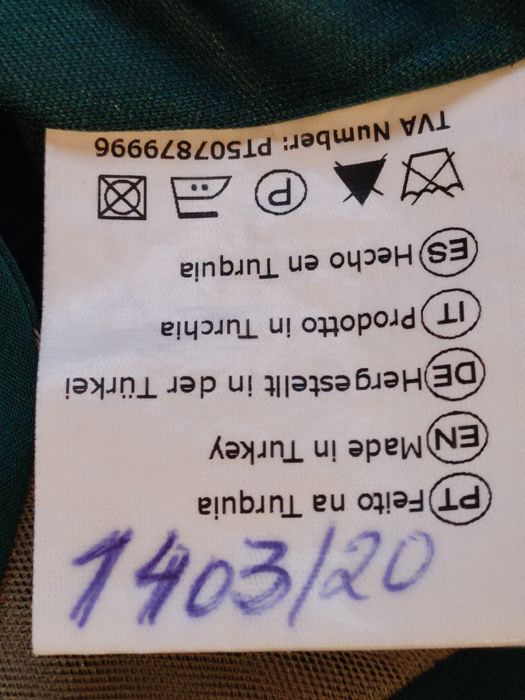 1403/20
PT Feito na Turquia
EN Made in Turkey
DE Hergestellt in der Türkei
IT Prodotto in Turchia
ES Hecho en Turquia
P
TVA Number: PT507879996